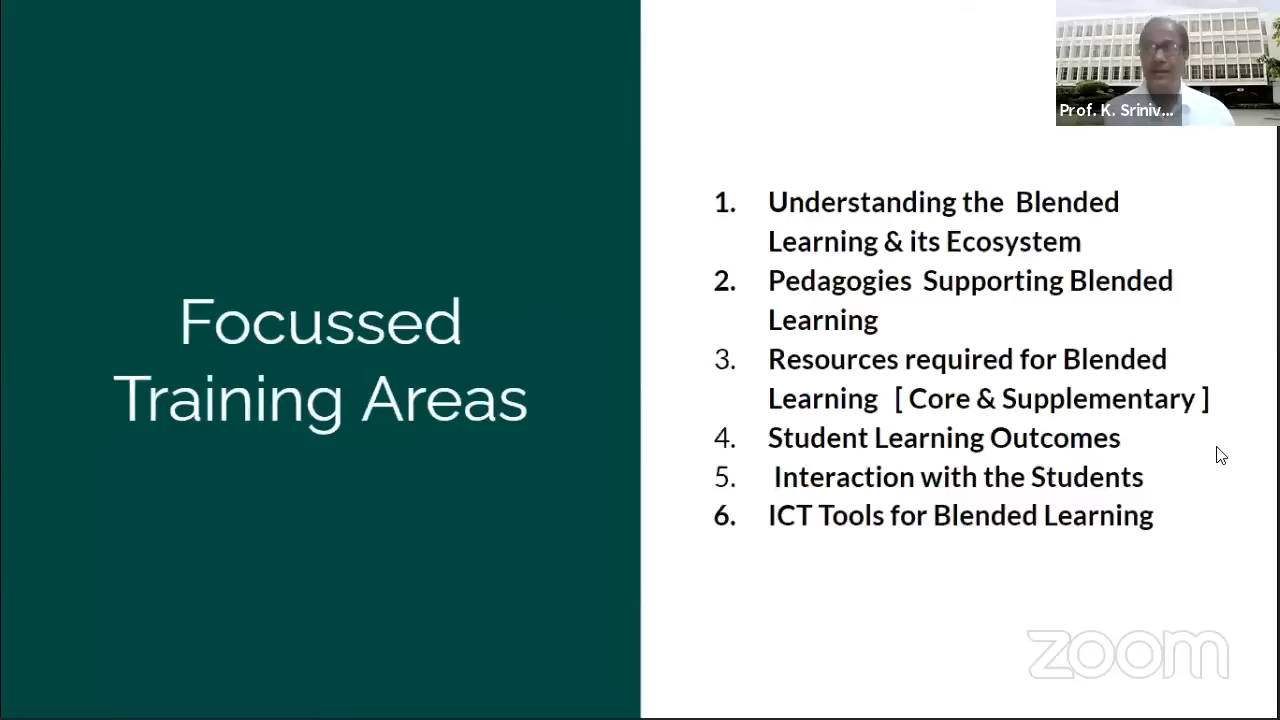 Prof. K. Sriniv...
Focussed
Training Areas
1. Understanding the Blended
Learning & its Ecosystem
2. Pedagogies Supporting Blended
Learning
3. Resources required for Blended
Learning [ Core & Supplementary ]
4. Student Learning Outcomes
5. Interaction with the Students
6. ICT Tools for Blended Learning
zoom